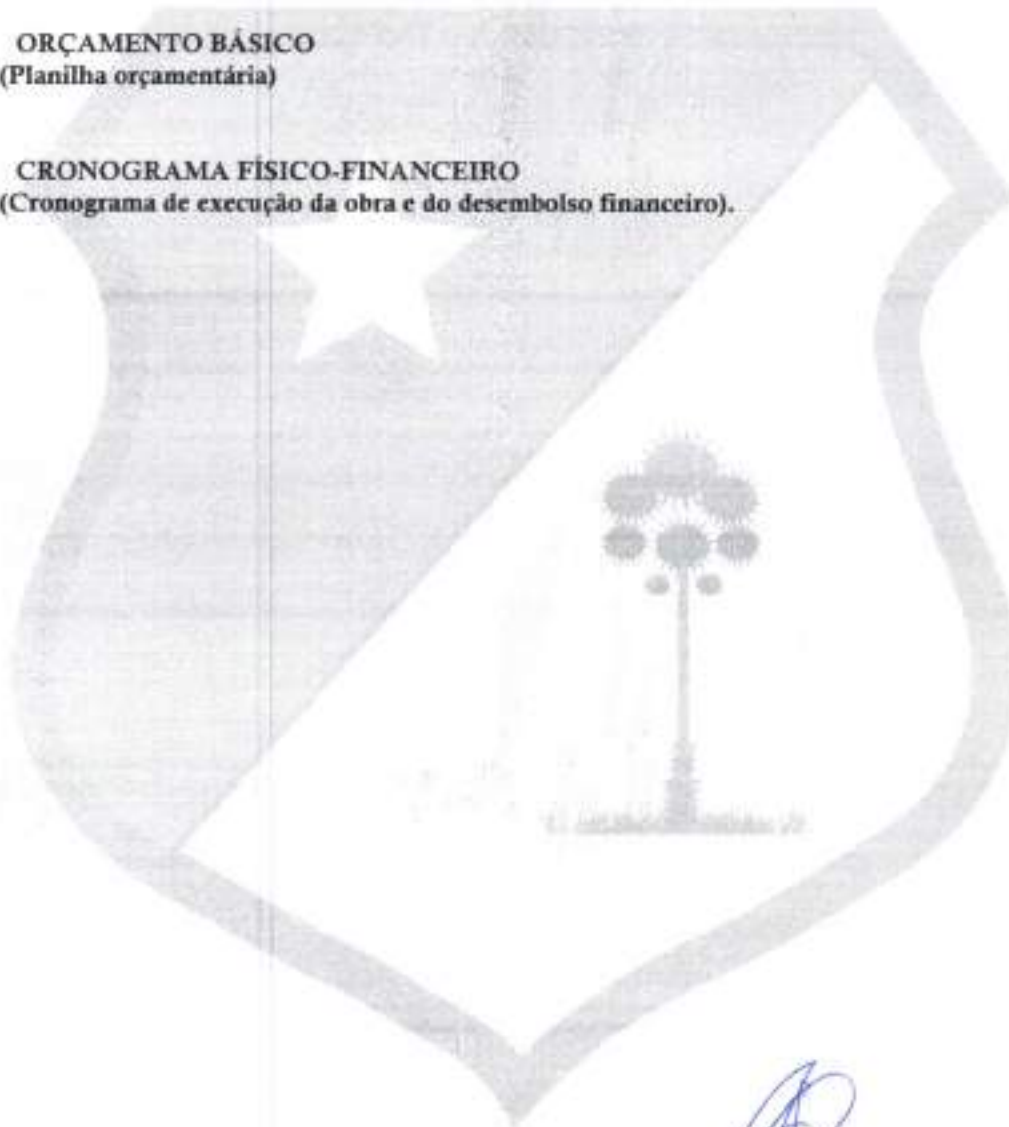 ORÇAMENTO BÁSICO
(Planilha orçamentária)
CRONOGRAMA FÍSICO-FINANCEIRO
(Cronograma de execução da obra e do desembolso financeiro).